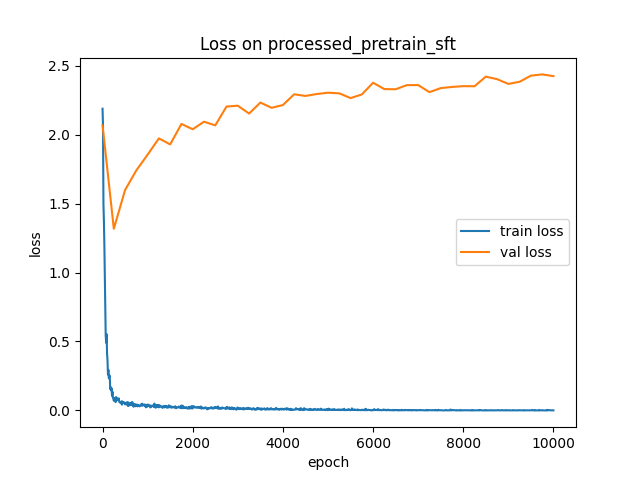 Loss on processed_pretrain_sft
2.5
2.0
1.5
1.0
0.5
0.0
loss
train loss
val loss
0 2000 4000 6000 8000 10000
epoch